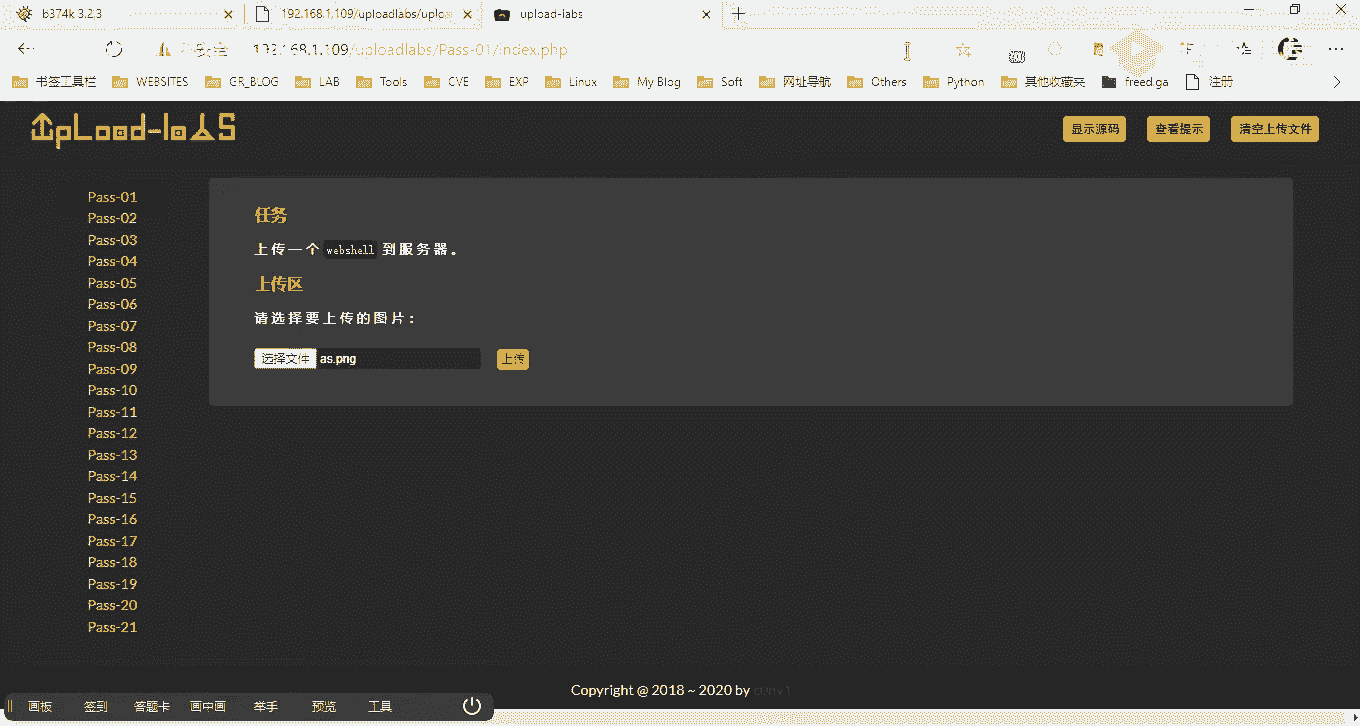 b374k 3.2.3
192.168.1.109/uploadlabs/uplo
upload-labs
192.168.1.109/uploadlabs/Pass-01/index.php
书签工具栏 WEBSITES GR_BLOG LAB Tools CVE EXP Linux My Blog Soft 网址导航 Others Python 其他收藏夹 freed.ga 注册
UpLoad-labS
显示源码 查看提示 清空上传文件
Pass-01
Pass-02
Pass-03
Pass-04
Pass-05
Pass-06
Pass-07
Pass-08
Pass-09
Pass-10
Pass-11
Pass-12
Pass-13
Pass-14
Pass-15
Pass-16
Pass-17
Pass-18
Pass-19
Pass-20
Pass-21
任务
上传一个 webshell 到服务器。
上传区
请选择要上传的图片：
选择文件 as.png 上传
Copyright @ 2018 ~ 2020 by
画板 签到 答题卡 画中画 举手 预览 工具